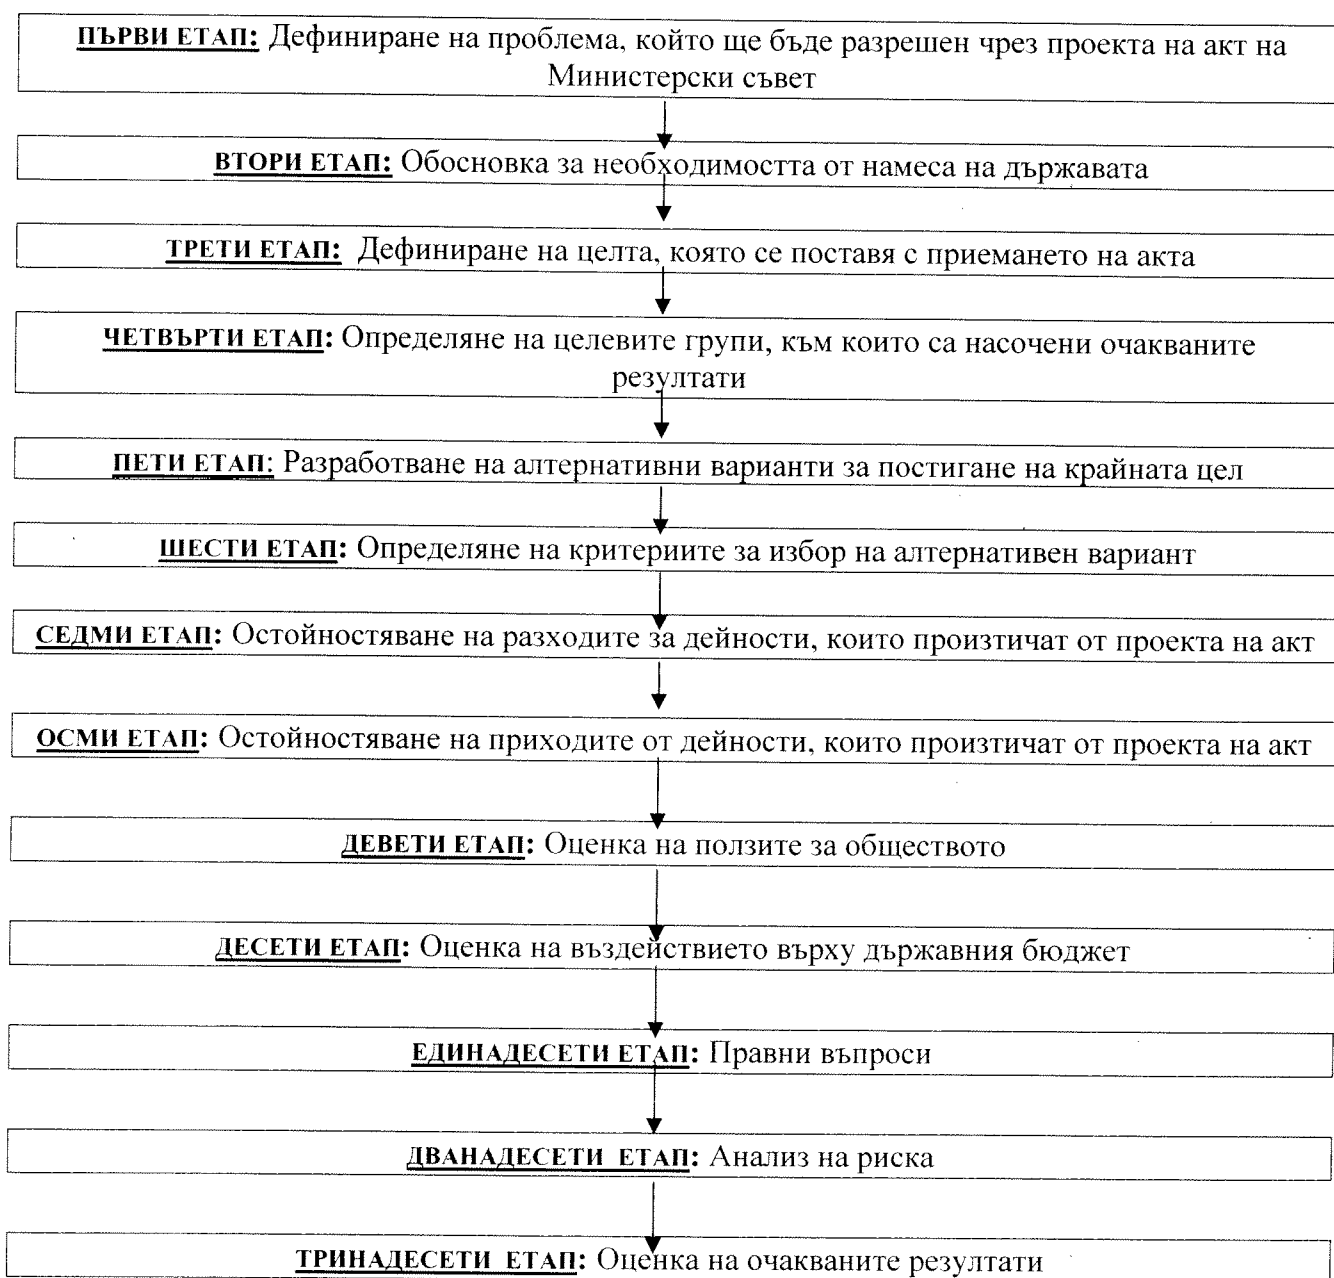 ПЪРВИ ЕТАП: Дефиниране на проблема, който ще бъде разрешен чрез проекта на акт на
Министерски съвет
ВТОРИ ЕТАП: Обосновка за необходимостта от намеса на държавата
ТРЕТИ ЕТАП: Дефиниране на целта, която се поставя с приемането на акта
ЧЕТВЪРТИ ЕТАП: Определяне на целевите групи, към които са насочени очакваните
резултати
ПЕТИ ЕТАП: Разработване на алтернативни варианти за постигане на крайната цел
ШЕСТИ ЕТАП: Определяне на критериите за избор на алтернативен вариант
СЕДМИ ЕТАП: Остойностяване на разходите за дейности, които произтичат от проекта на акт
ОСМИ ЕТАП: Остойностяване на приходите от дейности, които произтичат от проекта на акт
ДЕВЕТИ ЕТАП: Оценка на ползите за обществото
ДЕСЕТИ ЕТАП: Оценка на въздействието върху държавния бюджет
ЕДИНАДЕСЕТИ ЕТАП: Правни въпроси
ДВАНАДЕСЕТИ ЕТАП: Анализ на риска
ТРИНАДЕСЕТИ ЕТАП: Оценка на очакваните резултати